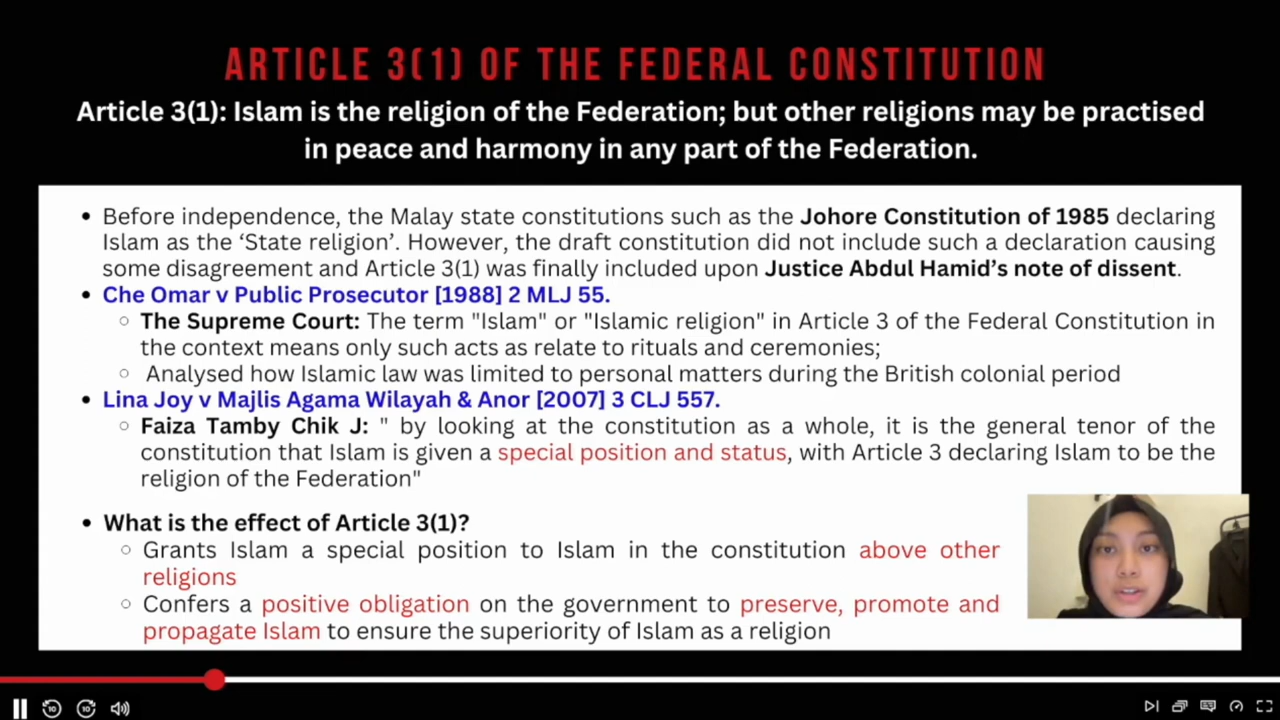 ARTICLE 3(1) OF THE FEDERAL CONSTITUTION
Article 3(1): Islam is the religion of the Federation; but other religions may be practised
in peace and harmony in any part of the Federation.
• Before independence, the Malay state constitutions such as the Johore Constitution of 1985 declaring
Islam as the ‘State religion’. However, the draft constitution did not include such a declaration causing
some disagreement and Article 3(1) was finally included upon Justice Abdul Hamid’s note of dissent.
• Che Omar v Public Prosecutor [1988] 2 MLJ 55.
○ The Supreme Court: The term "Islam" or "Islamic religion" in Article 3 of the Federal Constitution in
the context means only such acts as relate to rituals and ceremonies;
○ Analysed how Islamic law was limited to personal matters during the British colonial period
• Lina Joy v Majlis Agama Wilayah & Anor [2007] 3 CLJ 557.
○ Faiza Tamby Chik J: " by looking at the constitution as a whole, it is the general tenor of the
constitution that Islam is given a special position and status, with Article 3 declaring Islam to be the
religion of the Federation"
• What is the effect of Article 3(1)?
○ Grants Islam a special position to Islam in the constitution above other
religions
○ Confers a positive obligation on the government to preserve, promote and
propagate Islam to ensure the superiority of Islam as a religion
10 10